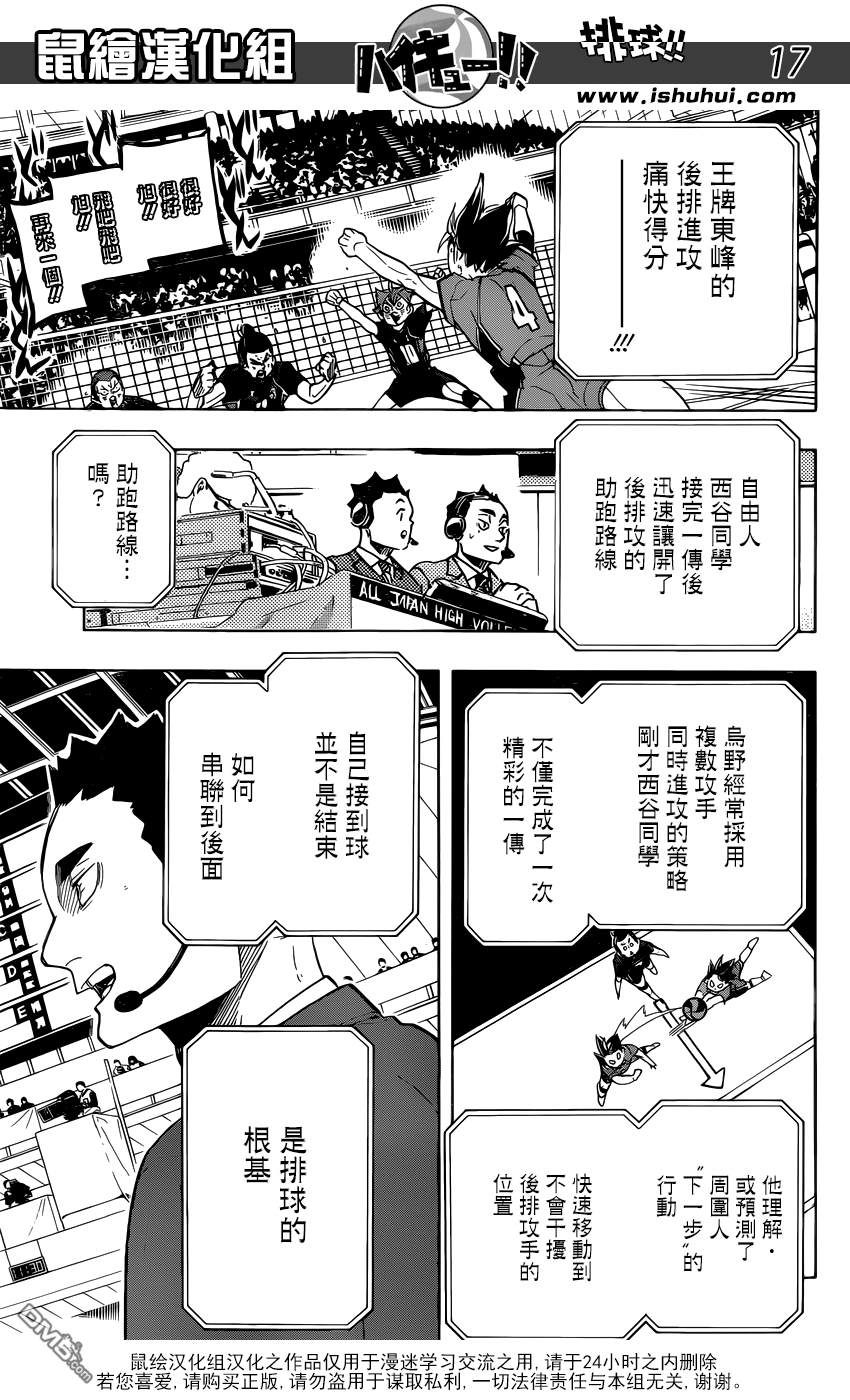 鼠繪漢化組
ハイキュー!!
排球!!
17
www.ishuhui.com
王牌東峰的
後排進攻
痛快得分
——!!!
很好
旭!!
飛吧飛吧
旭!!
再來一個!!
4
10
自由人
西谷同學
接完一傳後
迅速讓開了
後排攻的
助跑路線
助跑路線…
嗎?
ALL JAPAN HIGH VOLLE
烏野經常採用
複數攻手
同時進攻的策略
剛才西谷同學
不僅完成了一次
精彩的一傳
他理解·
或預測了
周圍人
"下一步"的
行動
快速移動到
不會干擾
後排攻手的
位置
自己接到球
並不是結束
如何
串聯到後面
是排球的
根基
鼠绘汉化组汉化之作品仅用于漫迷学习交流之用,请于24小时之内删除
若您喜爱,请购买正版,请勿盗用于谋取私利,一切法律责任与本组无关,谢谢。